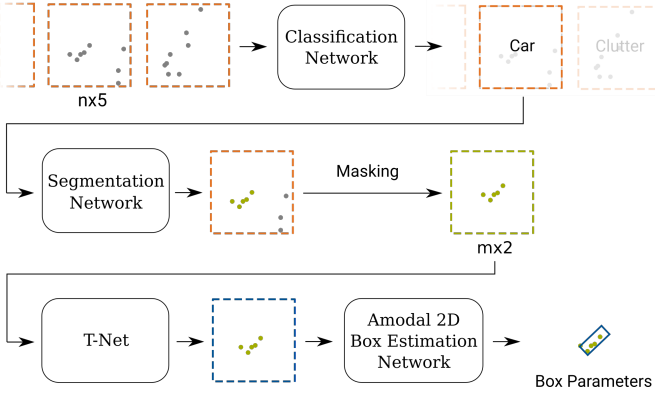 Classification
Network
Car
Clutter
nx5
Segmentation
Network
Masking
mx2
T-Net
Amodal 2D
Box Estimation
Network
Box Parameters